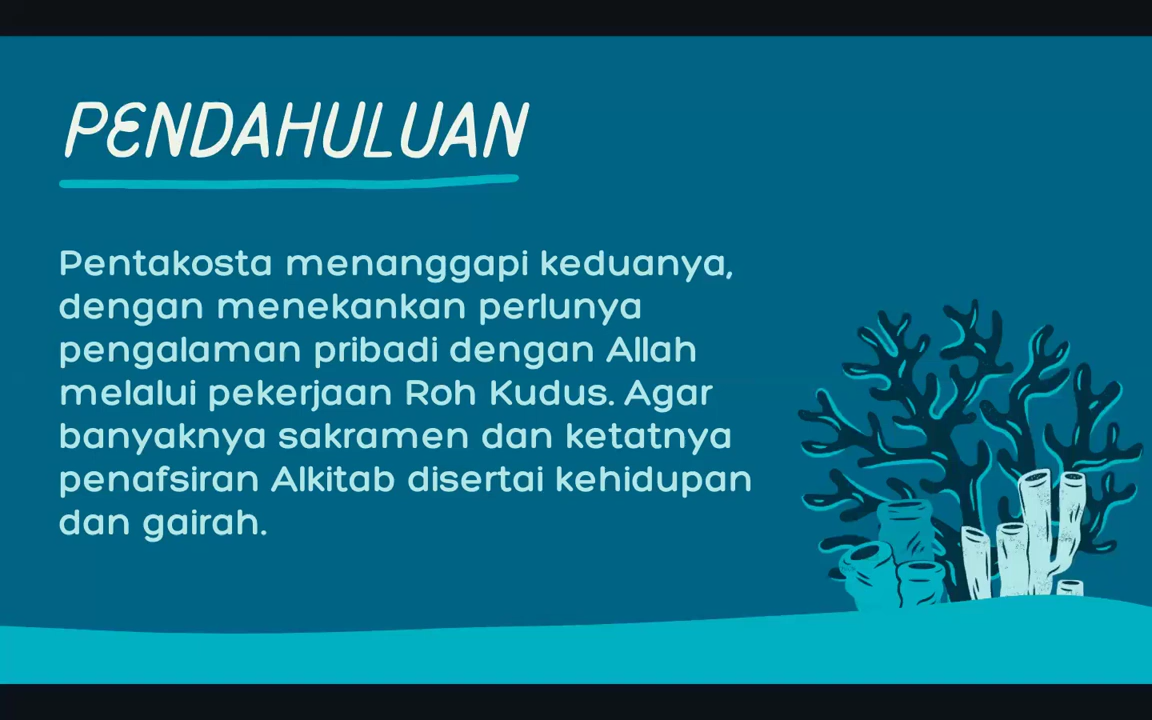 PENDAHULUAN
Pentakosta menanggapi keduanya,
dengan menekankan perlunya
pengalaman pribadi dengan Allah
melalui pekerjaan Roh Kudus. Agar
banyaknya sakramen dan ketatnya
penafsiran Alkitab disertai kehidupan
dan gairah.